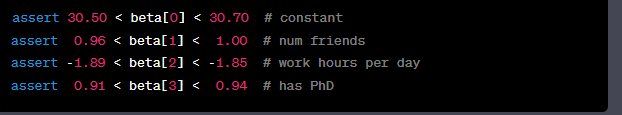 assert 30.50 < beta[0] < 30.70  # constant
assert  0.96 < beta[1] <  1.00  # num friends
assert -1.89 < beta[2] < -1.85  # work hours per day
assert  0.91 < beta[3] <  0.94  # has PhD